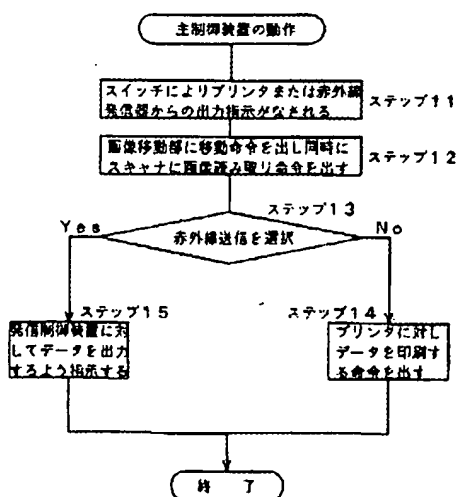 主制御装置の動作
スイッチによりプリンタまたは赤外線
発信器からの出力指示がなされる
ステップ11
画像移動部に移動命令を出し同時に
スキャナに画像読み取り命令を出す
ステップ12
ステップ13
Yes
赤外線送信を選択
No
ステップ15
発信制御装置に対
してデータを出力
するよう指示する
ステップ14
プリンタに対し
データを印刷す
る命令を出す
終 了